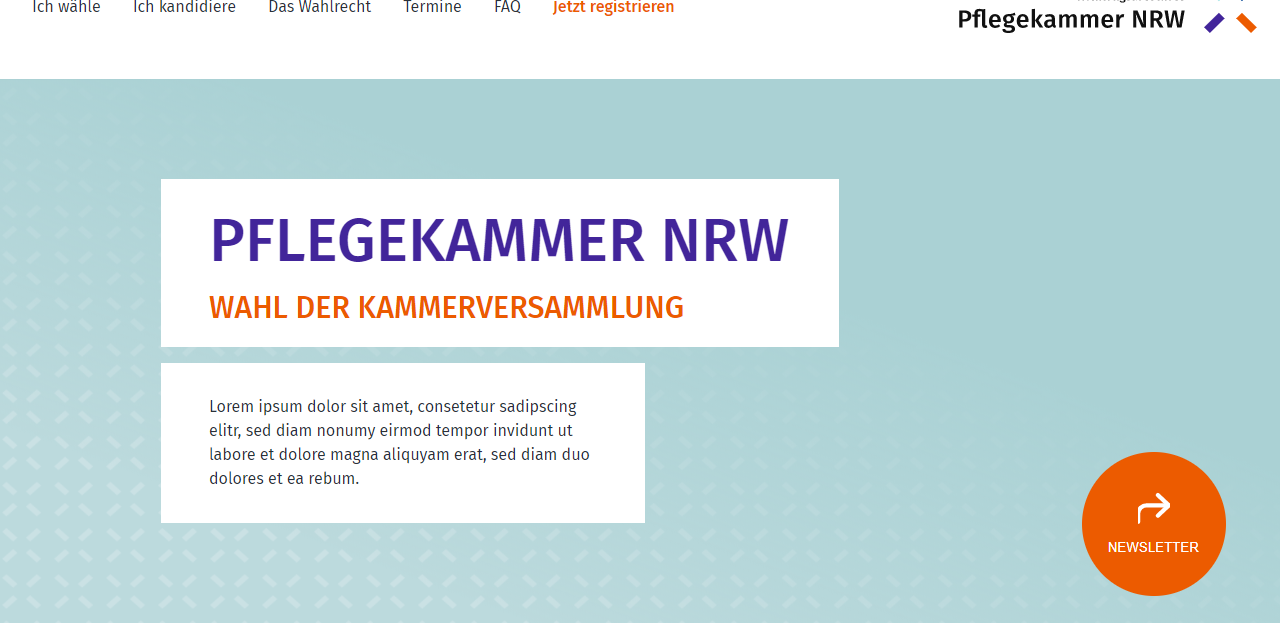 Ich wähle Ich kandidiere Das Wahlrecht Termine FAQ Jetzt registrieren
Pflegekammer NRW
PFLEGEKAMMER NRW
WAHL DER KAMMERVERSAMMLUNG
Lorem ipsum dolor sit amet, consetetur sadipscing
elitr, sed diam nonumy eirmod tempor invidunt ut
labore et dolore magna aliquyam erat, sed diam duo
dolores et ea rebum.
NEWSLETTER